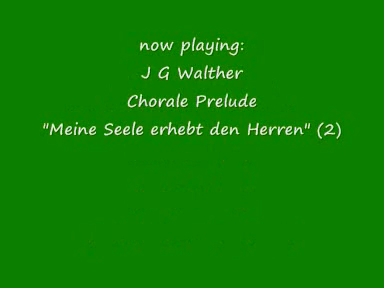 now playing:
J G Walther
Chorale Prelude
"Meine Seele erhebt den Herren" (2)